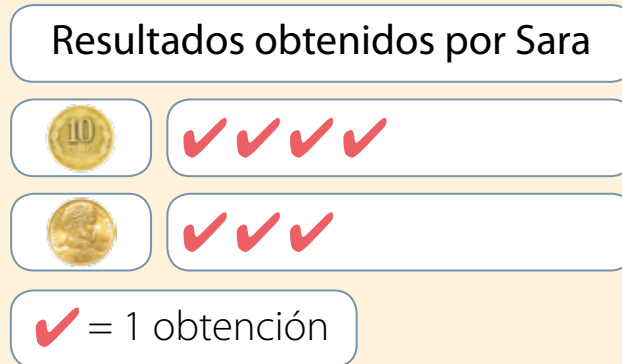 Resultados obtenidos por Sara
10
✔ ✔ ✔ ✔
✔ ✔ ✔
✔ = 1 obtención